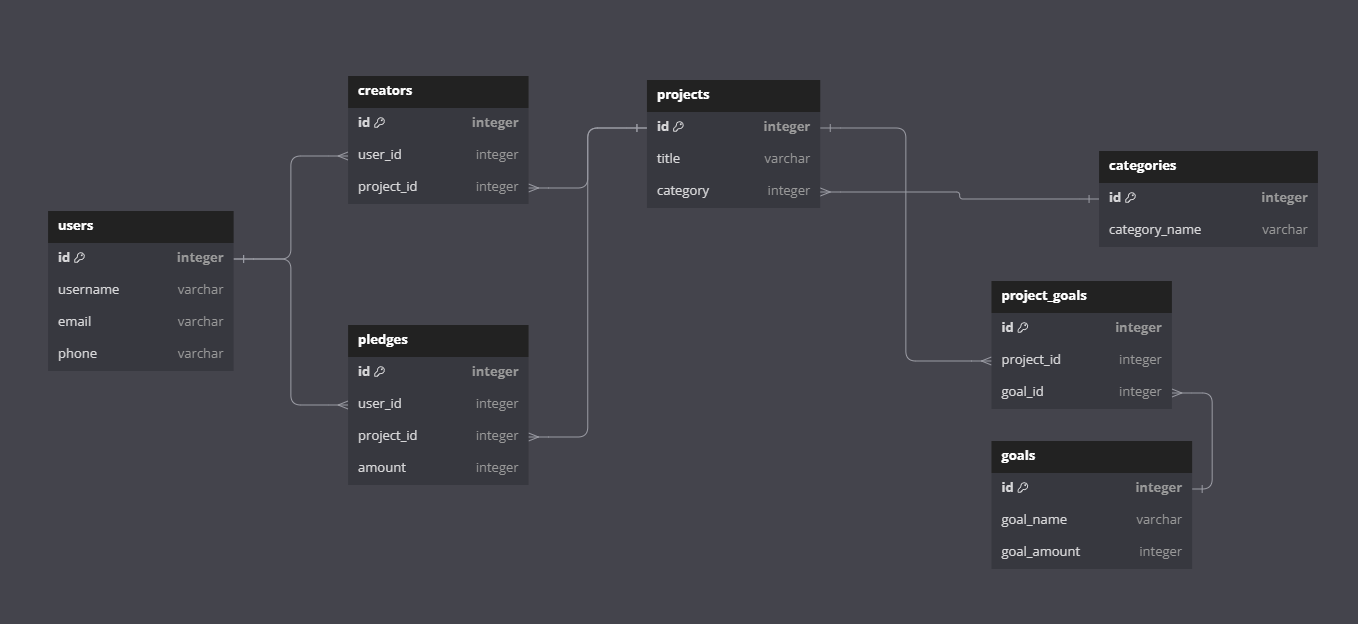 creators
id integer
user_id integer
project_id integer
projects
id integer
title varchar
category integer
categories
id integer
category_name varchar
users
id integer
username varchar
email varchar
phone varchar
pledges
id integer
user_id integer
project_id integer
amount integer
project_goals
id integer
project_id integer
goal_id integer
goals
id integer
goal_name varchar
goal_amount integer